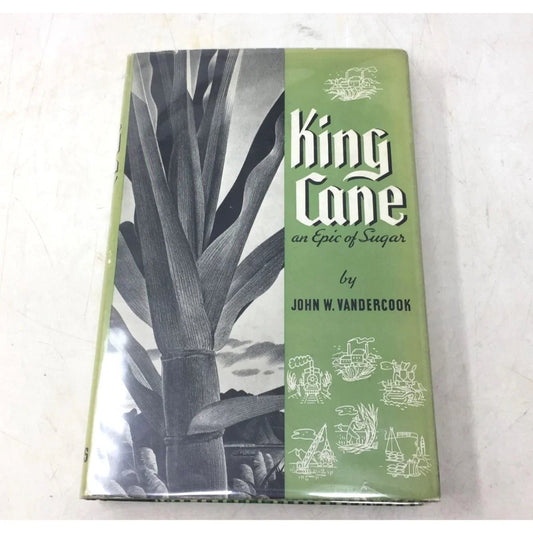 King
Cane
an Epic of Sugar
by
JOHN W. VANDERCOOK